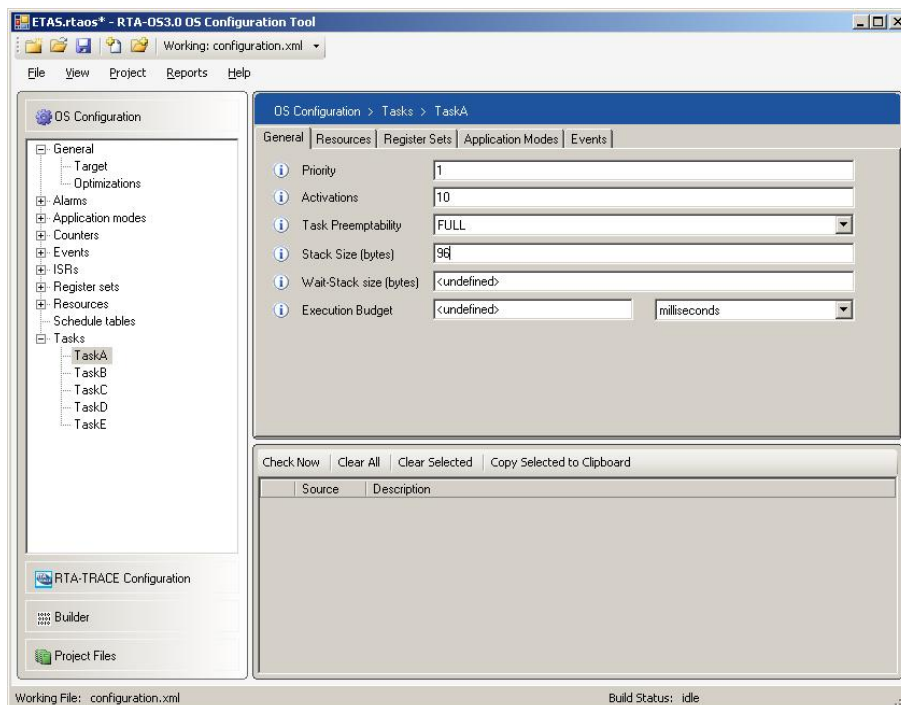 ETAS.rtaos* - RTA-OS3.0 OS Configuration Tool
Working: configuration.xml
File View Project Reports Help
OS Configuration
General
Target
Optimizations
Alarms
Application modes
Counters
Events
ISRs
Register sets
Resources
Schedule tables
Tasks
TaskA
TaskB
TaskC
TaskD
TaskE
RTA-TRACE Configuration
Builder
Project Files
OS Configuration > Tasks > TaskA
General Resources Register Sets Application Modes Events
Priority 1
Activations 10
Task Preemptability FULL
Stack Size (bytes) 96
Wait-Stack size (bytes) <undefined>
Execution Budget <undefined> milliseconds
Check Now Clear All Clear Selected Copy Selected to Clipboard
Source Description
Working File: configuration.xml Build Status: idle